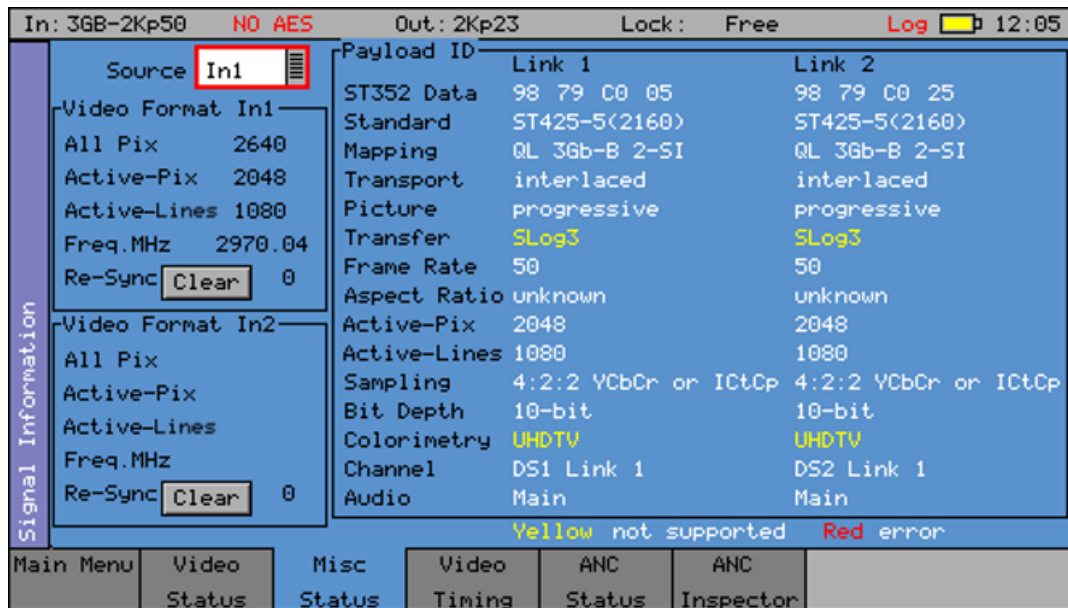 In: 3GB-2Kp50 NO AES Out: 2Kp23 Lock: Free Log 12:05
Signal Information
Source In1
Video Format In1
All Pix 2640
Active-Pix 2048
Active-Lines 1080
Freq.MHz 2970.04
Re-Sync Clear 0
Video Format In2
All Pix
Active-Pix
Active-Lines
Freq.MHz
Re-Sync Clear 0
Payload ID
Link 1 Link 2
ST352 Data 98 79 C0 05 98 79 C0 25
Standard ST425-5(2160) ST425-5(2160)
Mapping QL 3Gb-B 2-SI QL 3Gb-B 2-SI
Transport interlaced interlaced
Picture progressive progressive
Transfer SLog3 SLog3
Frame Rate 50 50
Aspect Ratio unknown unknown
Active-Pix 2048 2048
Active-Lines 1080 1080
Sampling 4:2:2 YCbCr or ICtCp 4:2:2 YCbCr or ICtCp
Bit Depth 10-bit 10-bit
Colorimetry UHDTV UHDTV
Channel DS1 Link 1 DS2 Link 1
Audio Main Main
Yellow not supported Red error
Main Menu
Video Status
Misc Status
Video Timing
ANC Status
ANC Inspector